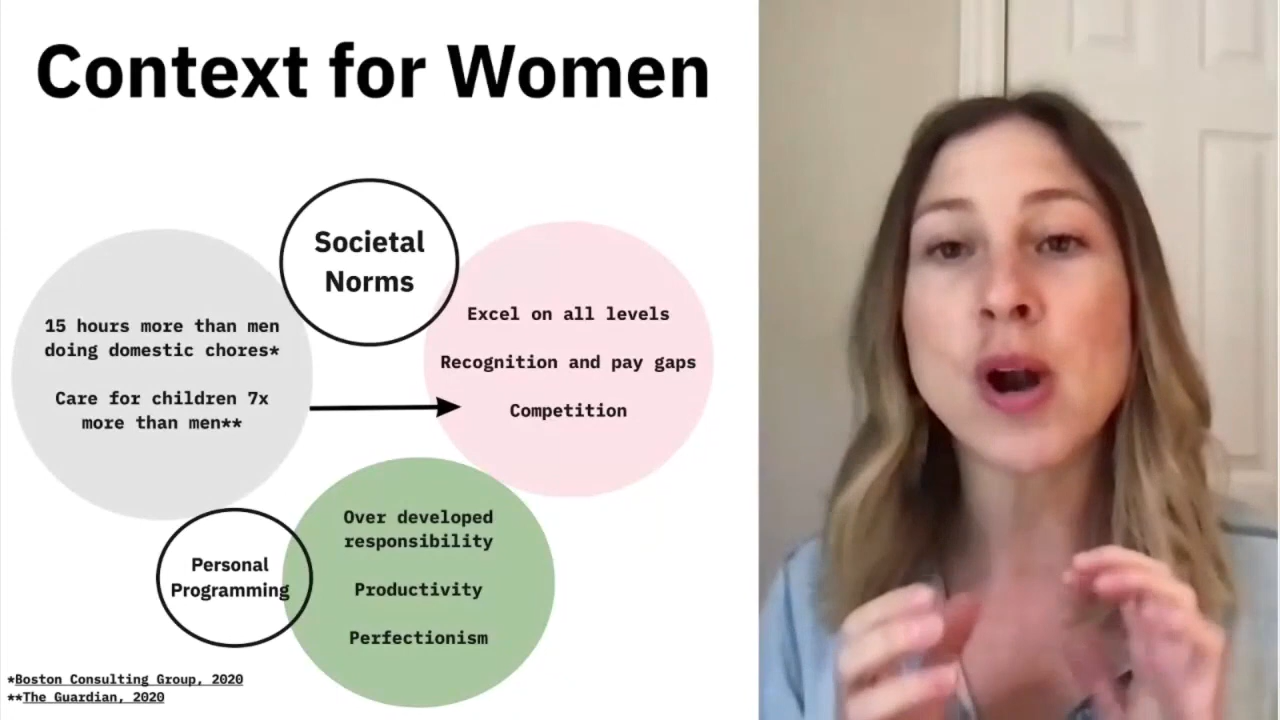 Context for Women
Societal
Norms
15 hours more than men
doing domestic chores*
Care for children 7x
more than men**
Excel on all levels
Recognition and pay gaps
Competition
Personal
Programming
Over developed
responsibility
Productivity
Perfectionism
*Boston Consulting Group, 2020
**The Guardian, 2020